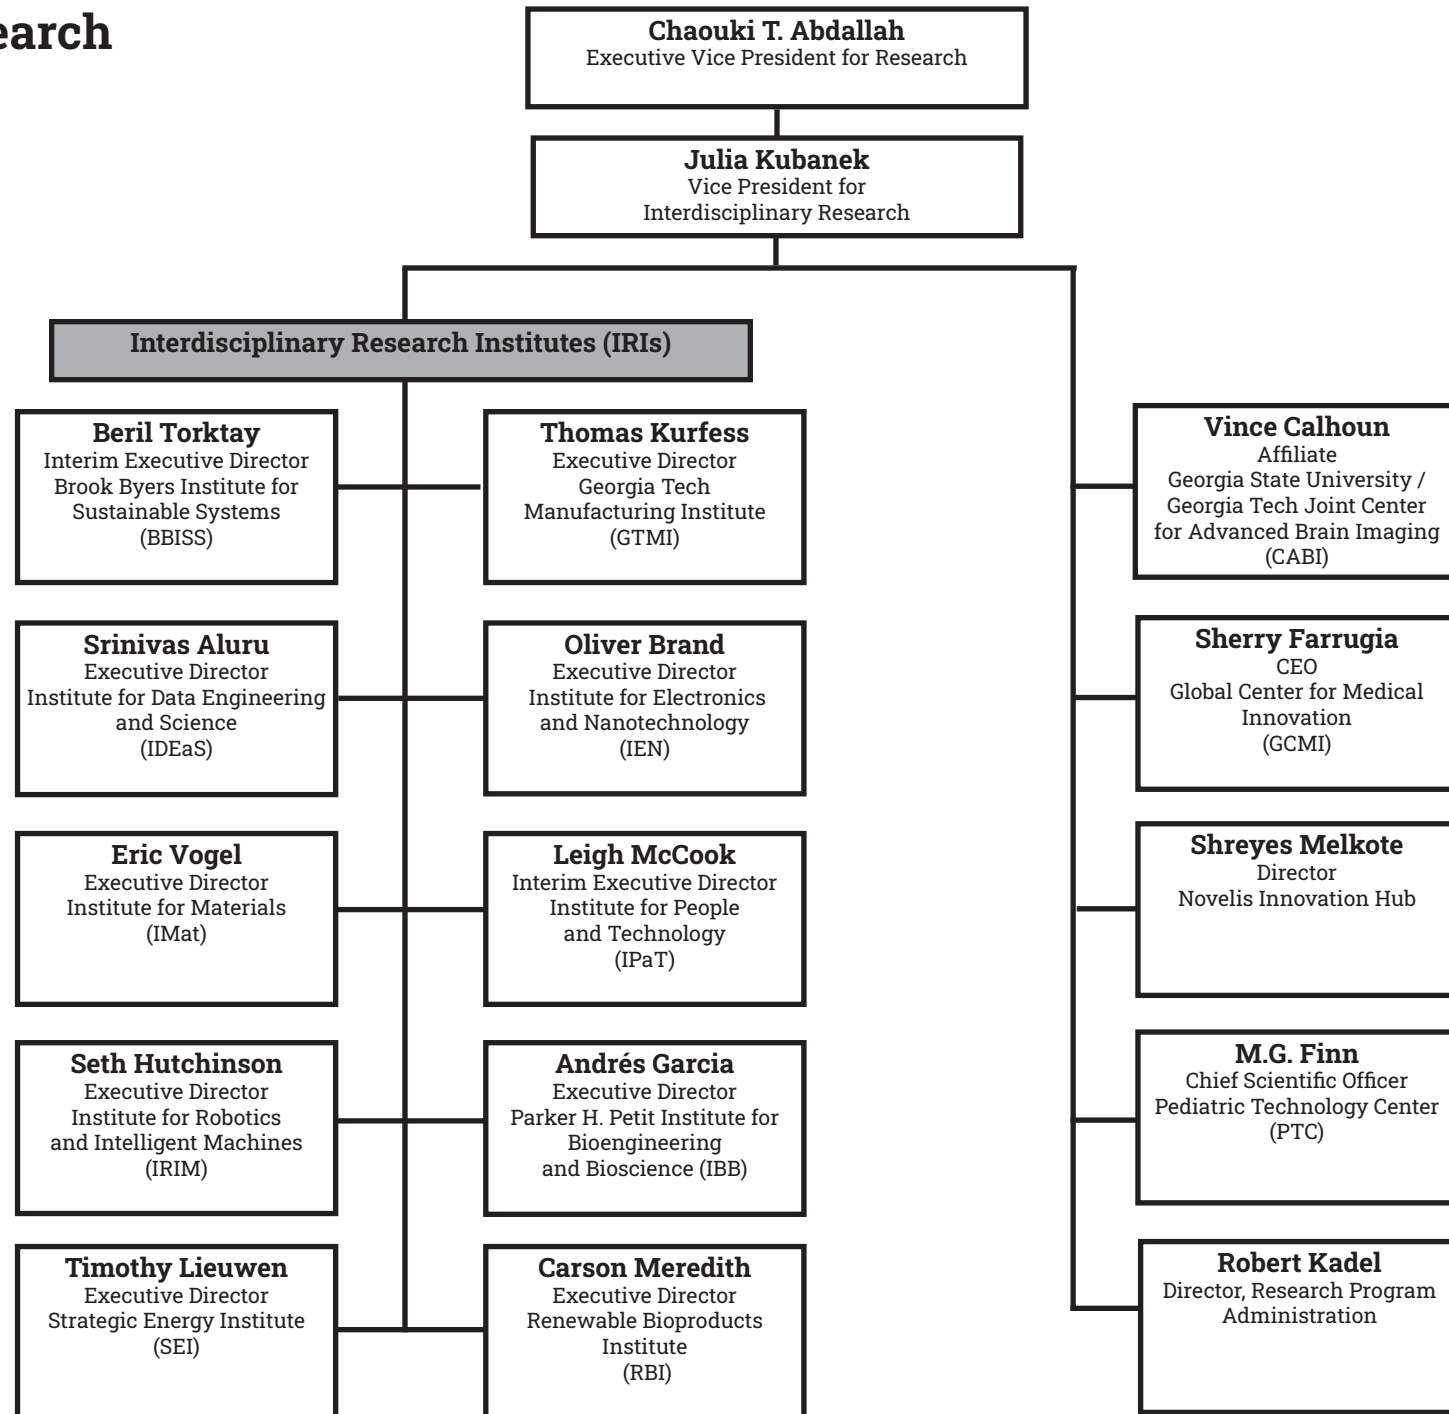 earch
Chaouki T. Abdallah
Executive Vice President for Research
Julia Kubanek
Vice President for
Interdisciplinary Research
Interdisciplinary Research Institutes (IRIs)
Beril Torktay
Interim Executive Director
Brook Byers Institute for
Sustainable Systems
(BBISS)
Thomas Kurfess
Executive Director
Georgia Tech
Manufacturing Institute
(GTMI)
Vince Calhoun
Affiliate
Georgia State University /
Georgia Tech Joint Center
for Advanced Brain Imaging
(CABI)
Srinivas Aluru
Executive Director
Institute for Data Engineering
and Science
(IDEaS)
Oliver Brand
Executive Director
Institute for Electronics
and Nanotechnology
(IEN)
Sherry Farrugia
CEO
Global Center for Medical
Innovation
(GCMI)
Eric Vogel
Executive Director
Institute for Materials
(IMat)
Leigh McCook
Interim Executive Director
Institute for People
and Technology
(IPaT)
Shreyes Melkote
Director
Novelis Innovation Hub
Seth Hutchinson
Executive Director
Institute for Robotics
and Intelligent Machines
(IRIM)
Andrés Garcia
Executive Director
Parker H. Petit Institute for
Bioengineering
and Bioscience (IBB)
M.G. Finn
Chief Scientific Officer
Pediatric Technology Center
(PTC)
Timothy Lieuwen
Executive Director
Strategic Energy Institute
(SEI)
Carson Meredith
Executive Director
Renewable Bioproducts
Institute
(RBI)
Robert Kadel
Director, Research Program
Administration